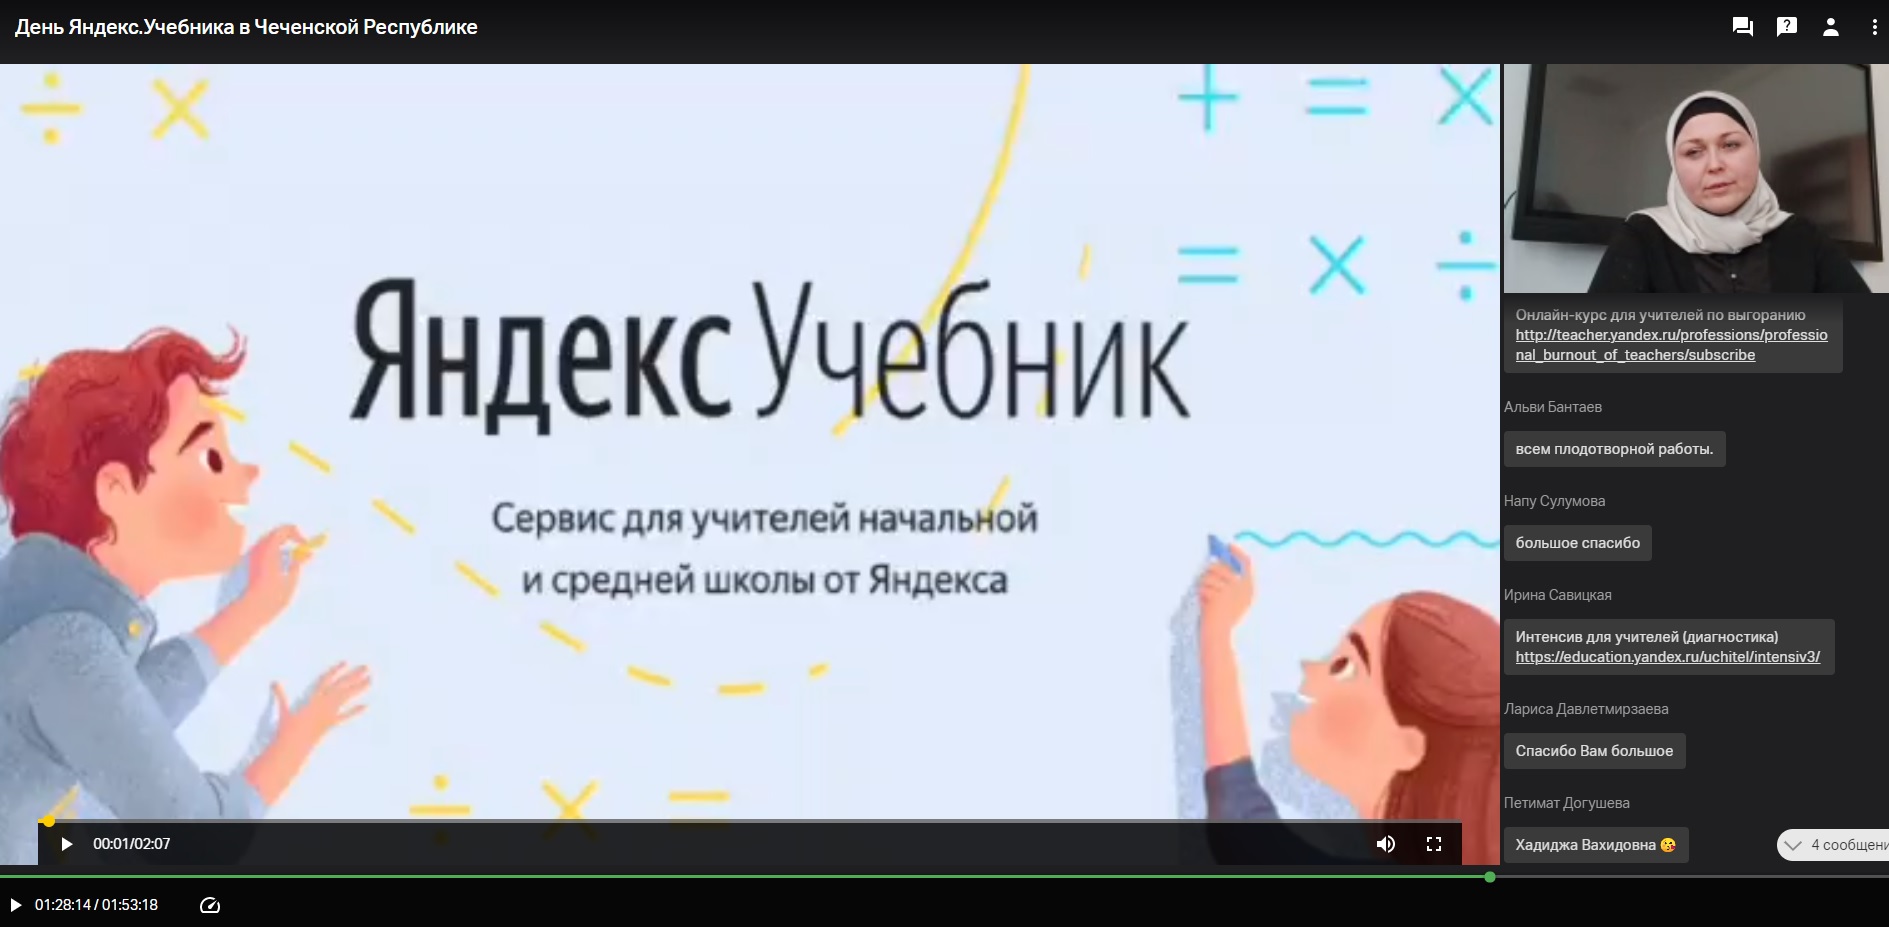 День Яндекс.Учебника в Чеченской Республике
Яндекс Учебник
Сервис для учителей начальной
и средней школы от Яндекса
00:01/02:07
Онлайн-курс для учителей по выгоранию
http://teacher.yandex.ru/professions/professio
nal_burnout_of_teachers/subscribe
Альви Бантаев
всем плодотворной работы.
Напу Сулумова
большое спасибо
Ирина Савицкая
Интенсив для учителей (диагностика)
https://education.yandex.ru/uchitel/intensiv3/
Лариса Давлетмирзаева
Спасибо Вам большое
Петимат Догушева
Хадиджа Вахидовна 😘
4 сообщени
01:28:14 / 01:53:18